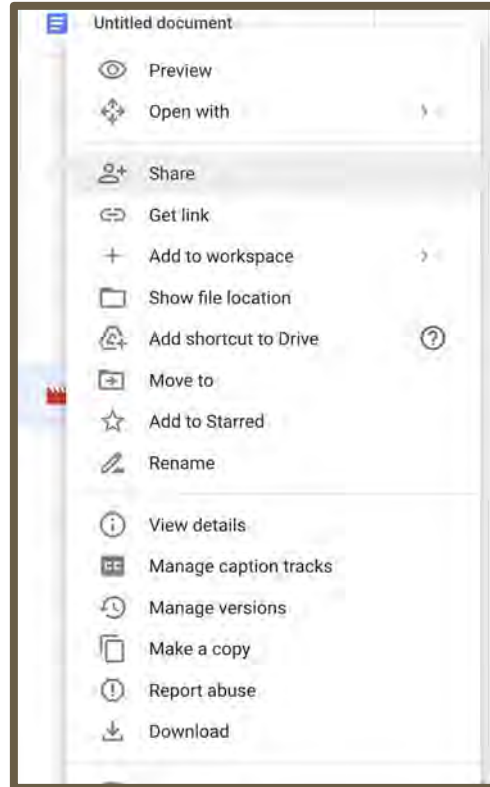 Untitled document
Preview
Open with
Share
Get link
Add to workspace
Show file location
Add shortcut to Drive
Move to
Add to Starred
Rename
View details
Manage caption tracks
Manage versions
Make a copy
Report abuse
Download